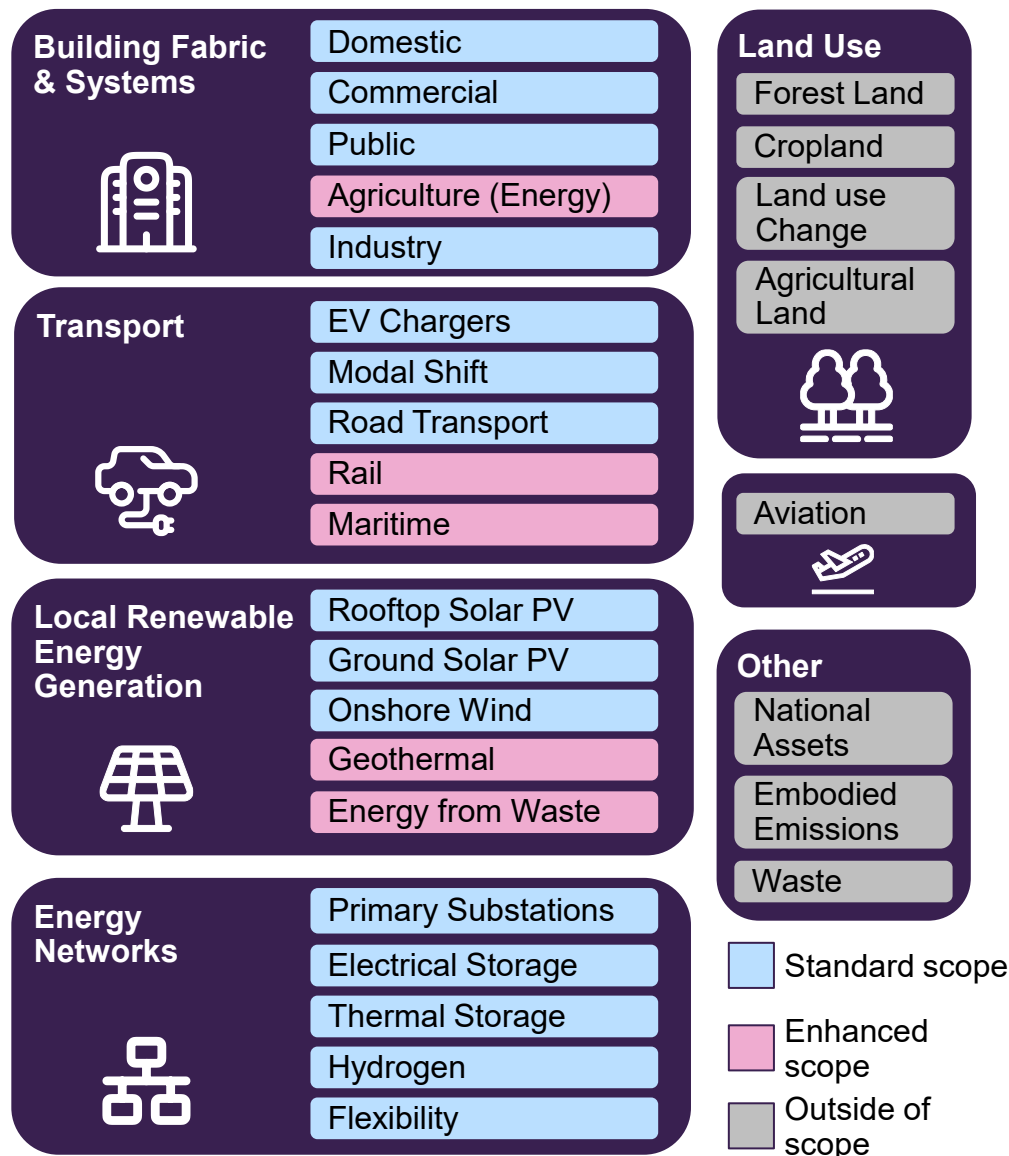 Building Fabric
& Systems
Domestic
Commercial
Public
Agriculture (Energy)
Industry
Transport
EV Chargers
Modal Shift
Road Transport
Rail
Maritime
Local Renewable
Energy
Generation
Rooftop Solar PV
Ground Solar PV
Onshore Wind
Geothermal
Energy from Waste
Energy
Networks
Primary Substations
Electrical Storage
Thermal Storage
Hydrogen
Flexibility
Land Use
Forest Land
Cropland
Land use
Change
Agricultural
Land
Aviation
Other
National
Assets
Embodied
Emissions
Waste
Standard scope
Enhanced
scope
Outside of
scope